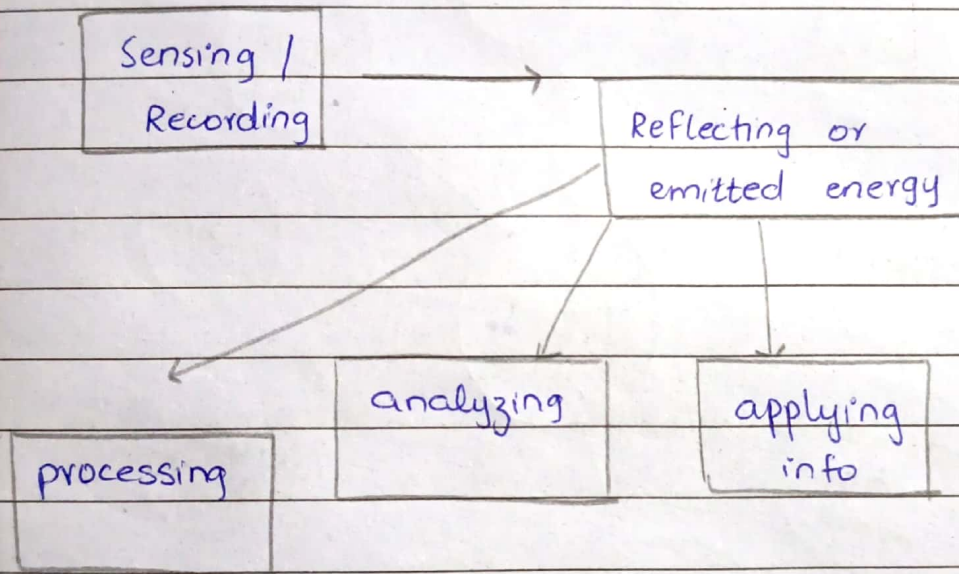 Sensing /
Recording
Reflecting or
emitted energy
analyzing
applying
info
processing